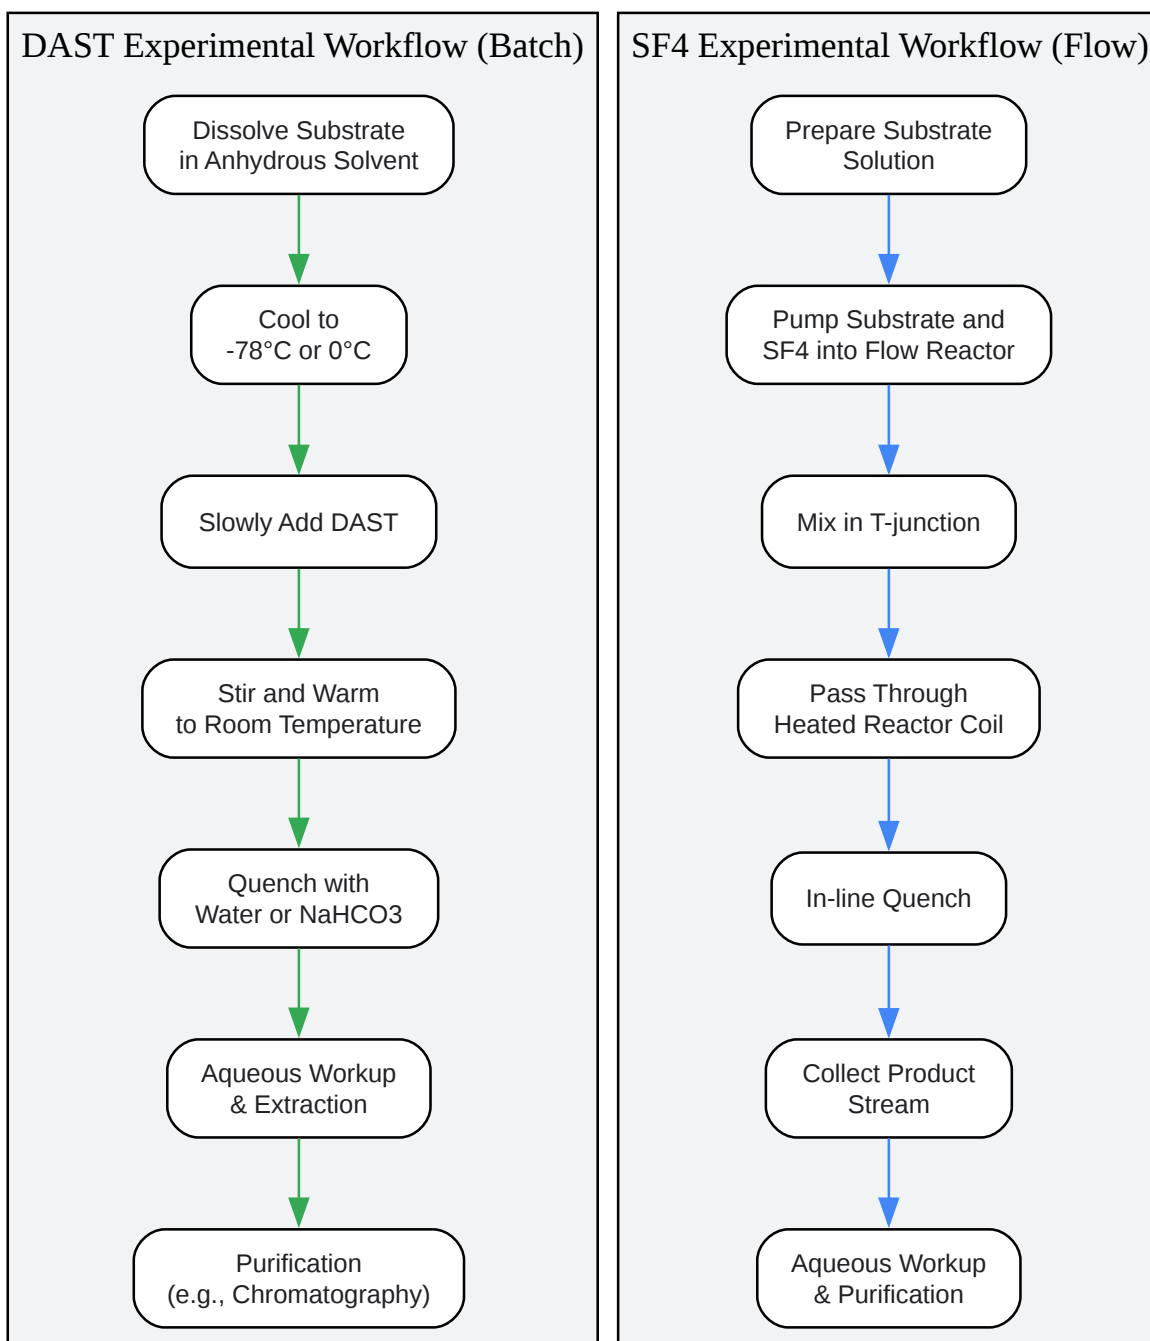 DAST Experimental Workflow (Batch)
Dissolve Substrate
in Anhydrous Solvent
Cool to
-78°C or 0°C
Slowly Add DAST
Stir and Warm
to Room Temperature
Quench with
Water or NaHCO3
Aqueous Workup
& Extraction
Purification
(e.g., Chromatography)
SF4 Experimental Workflow (Flow)
Prepare Substrate
Solution
Pump Substrate and
SF4 into Flow Reactor
Mix in T-junction
Pass Through
Heated Reactor Coil
In-line Quench
Collect Product
Stream
Aqueous Workup
& Purification